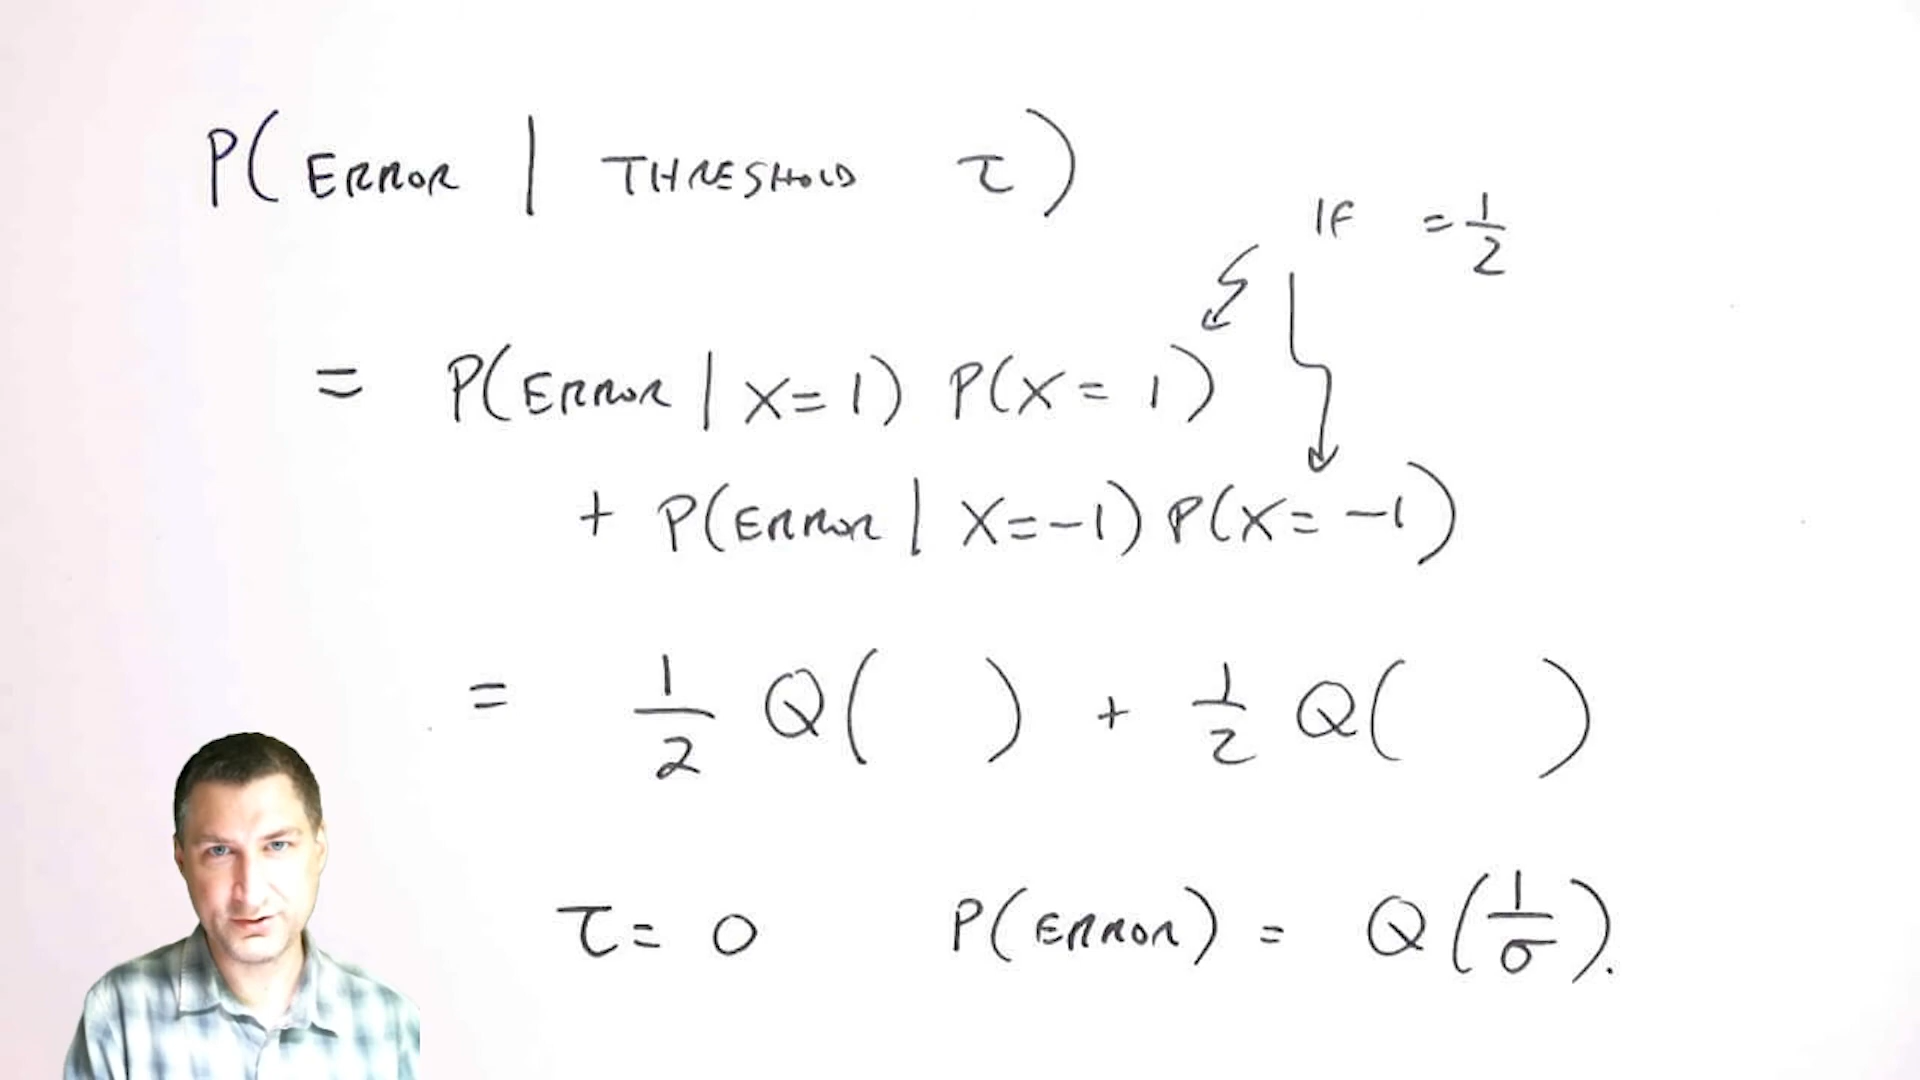 P(ERROR | THRESHOLD τ)
IF = 1/2
= P(ERROR | X=1) P(X=1)
+ P(ERROR | X=-1) P(X=-1)
= 1/2 Q( ) + 1/2 Q( )
τ= 0 P(ERROR) = Q(1/σ).